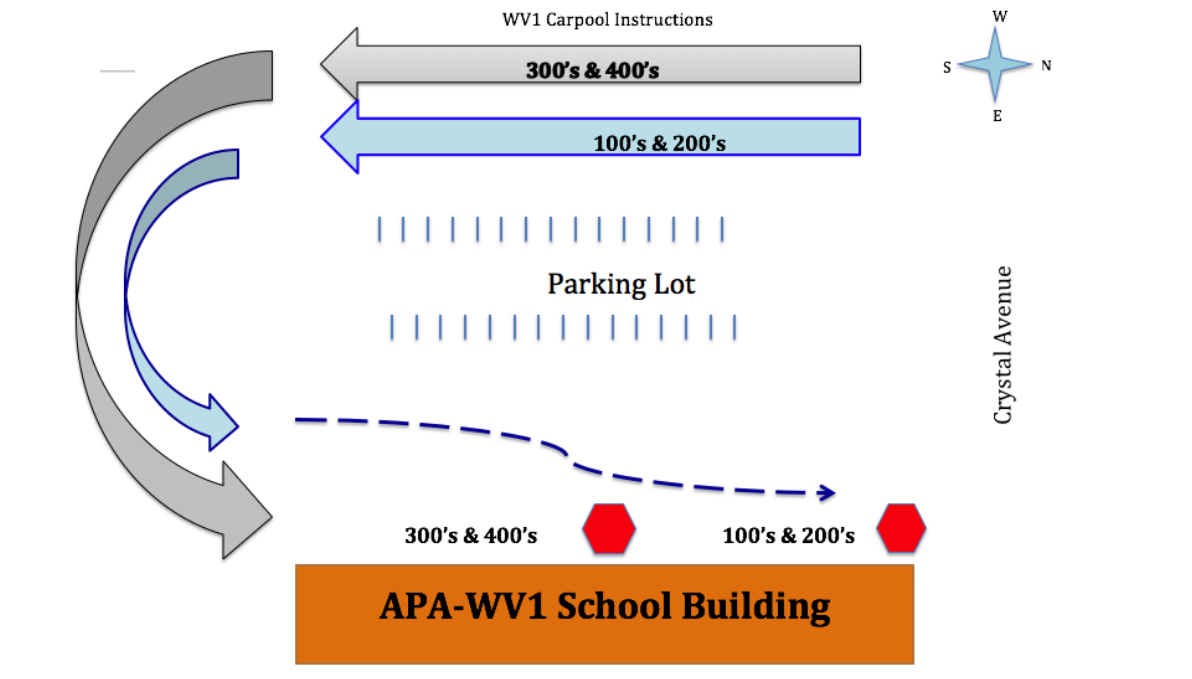 WV1 Carpool Instructions
W
S
N
E
300's & 400's
100's & 200's
Parking Lot
Crystal Avenue
300's & 400's
100's & 200's
APA-WV1 School Building